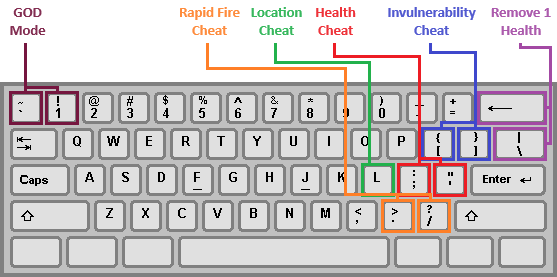 GOD Mode
Rapid Fire Cheat
Location Cheat
Health Cheat
Invulnerability Cheat
Remove 1 Health
~ ! @ # $ % ^ & * ) _ +
` 1 2 3 4 5 6 7 8 9 0 = ←
Q W E R T Y U I O P { } |
[ ] \
Caps A S D F G H J K L : " Enter ↵
;
⇧ Z X C V B N M < > ? ⇧
, . /